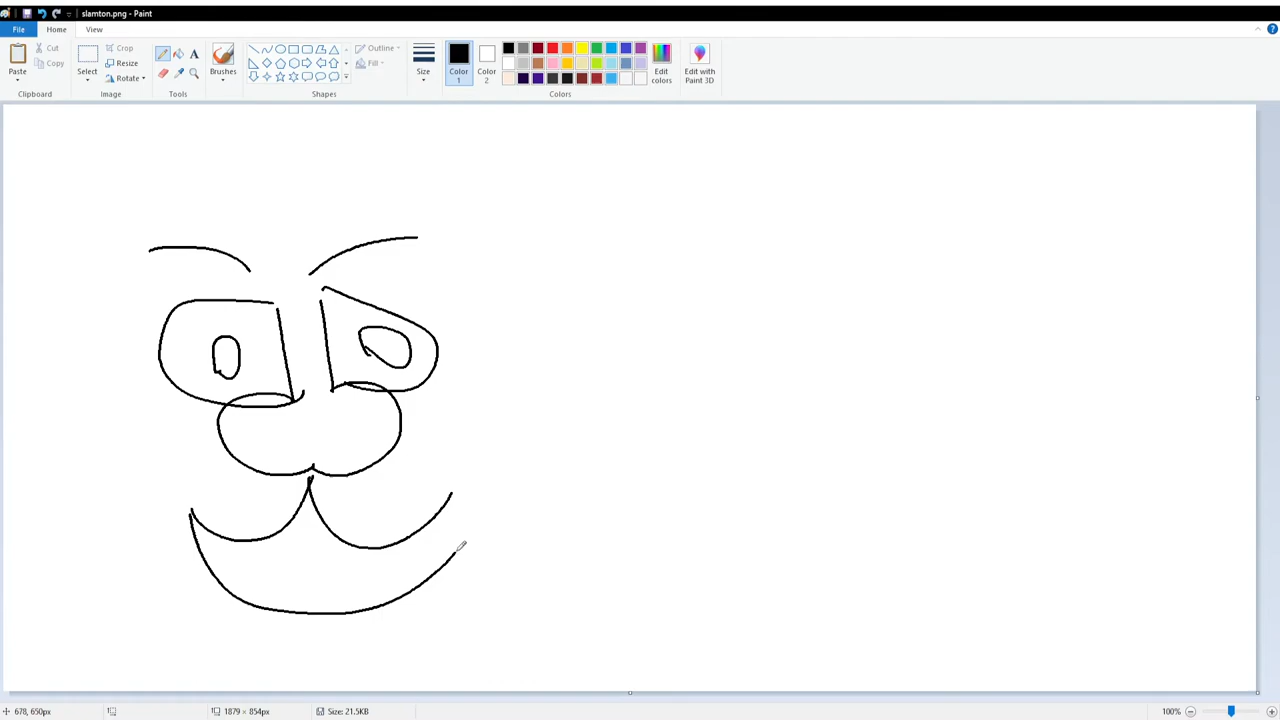 slamton.png - Paint
File Home View
Paste
Cut
Copy
Clipboard
Select
Crop
Resize
Rotate
Image
A
Tools
Brushes
Outline
Fill
Shapes
Size
Color
1
Color
2
Edit
colors
Colors
Edit with
Paint 3D
678, 650px
1879 × 854px
Size: 21.5KB
100%